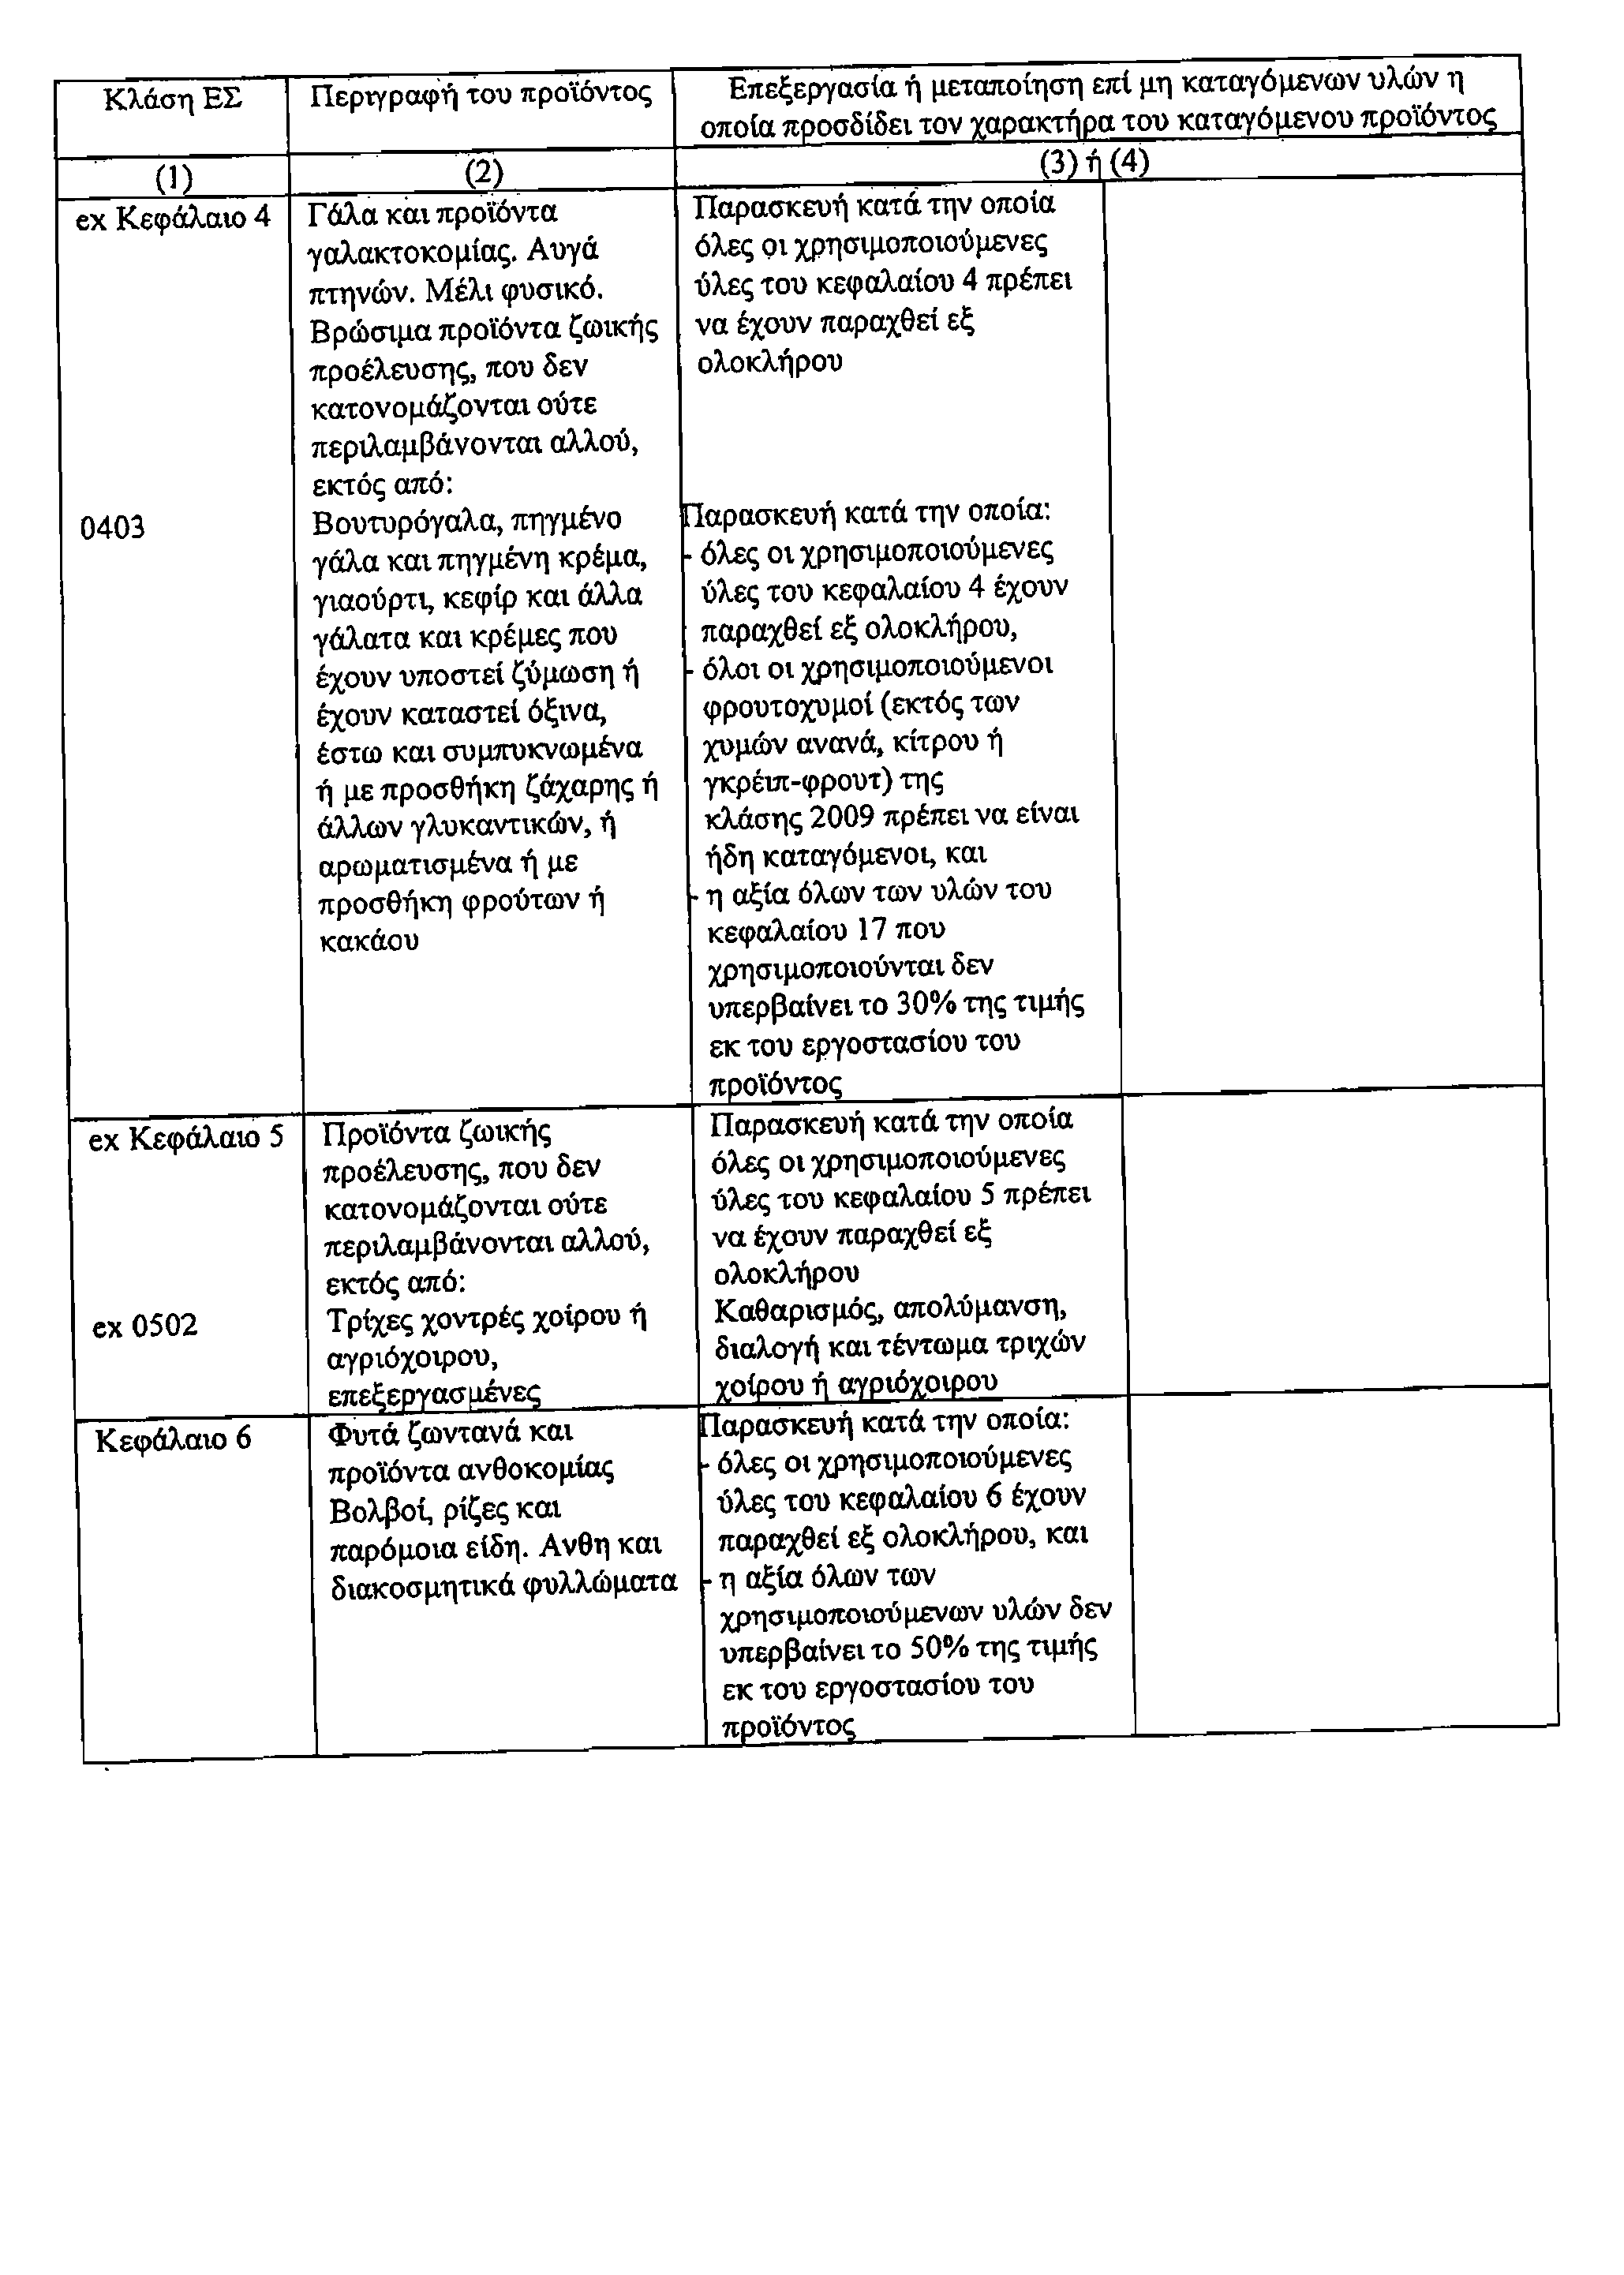 Κλάση ΕΣ
Περιγραφή του προϊόντος
Επεξεργασία ή μεταποίηση επί μη καταγόμενων υλών η
οποία προσδίδει τον χαρακτήρα του καταγόμενου προϊόντος
(1)
(2)
(3) ή (4)
ex Κεφάλαιο 4
Γάλα και προϊόντα
γαλακτοκομίας. Αυγά
πτηνών. Μέλι φυσικό.
Βρώσιμα προϊόντα ζωικής
προέλευσης, που δεν
κατονομάζονται ούτε
περιλαμβάνονται αλλού,
εκτός από:
Παρασκευή κατά την οποία
όλες οι χρησιμοποιούμενες
ύλες του κεφαλαίου 4 πρέπει
να έχουν παραχθεί εξ
ολοκλήρου
0403
Βουτυρόγαλα, πηγμένο
γάλα και πηγμένη κρέμα,
γιαούρτι, κεφίρ και άλλα
γάλατα και κρέμες που
έχουν υποστεί ζύμωση ή
έχουν καταστεί όξινα,
έστω και συμπυκνωμένα
ή με προσθήκη ζάχαρης ή
άλλων γλυκαντικών, ή
αρωματισμένα ή με
προσθήκη φρούτων ή
κακάου
Παρασκευή κατά την οποία:
- όλες οι χρησιμοποιούμενες
ύλες του κεφαλαίου 4 έχουν
παραχθεί εξ ολοκλήρου,
- όλοι οι χρησιμοποιούμενοι
φρουτοχυμοί (εκτός των
χυμών ανανά, κίτρου ή
γκρέιπ-φρουτ) της
κλάσης 2009 πρέπει να είναι
ήδη καταγόμενοι, και
- η αξία όλων των υλών του
κεφαλαίου 17 που
χρησιμοποιούνται δεν
υπερβαίνει το 30% της τιμής
εκ του εργοστασίου του
προϊόντος
ex Κεφάλαιο 5
Προϊόντα ζωικής
προέλευσης, που δεν
κατονομάζονται ούτε
περιλαμβάνονται αλλού,
εκτός από:
Παρασκευή κατά την οποία
όλες οι χρησιμοποιούμενες
ύλες του κεφαλαίου 5 πρέπει
να έχουν παραχθεί εξ
ολοκλήρου
ex 0502
Τρίχες χοντρές χοίρου ή
αγριόχοιρου,
επεξεργασμένες
Καθαρισμός, απολύμανση,
διαλογή και τέντωμα τριχών
χοίρου ή αγριόχοιρου
Κεφάλαιο 6
Φυτά ζωντανά και
προϊόντα ανθοκομίας
Βολβοί, ρίζες και
παρόμοια είδη. Ανθη και
διακοσμητικά φυλλώματα
Παρασκευή κατά την οποία:
- όλες οι χρησιμοποιούμενες
ύλες του κεφαλαίου 6 έχουν
παραχθεί εξ ολοκλήρου, και
- η αξία όλων των
χρησιμοποιούμενων υλών δεν
υπερβαίνει το 50% της τιμής
εκ του εργοστασίου του
προϊόντος